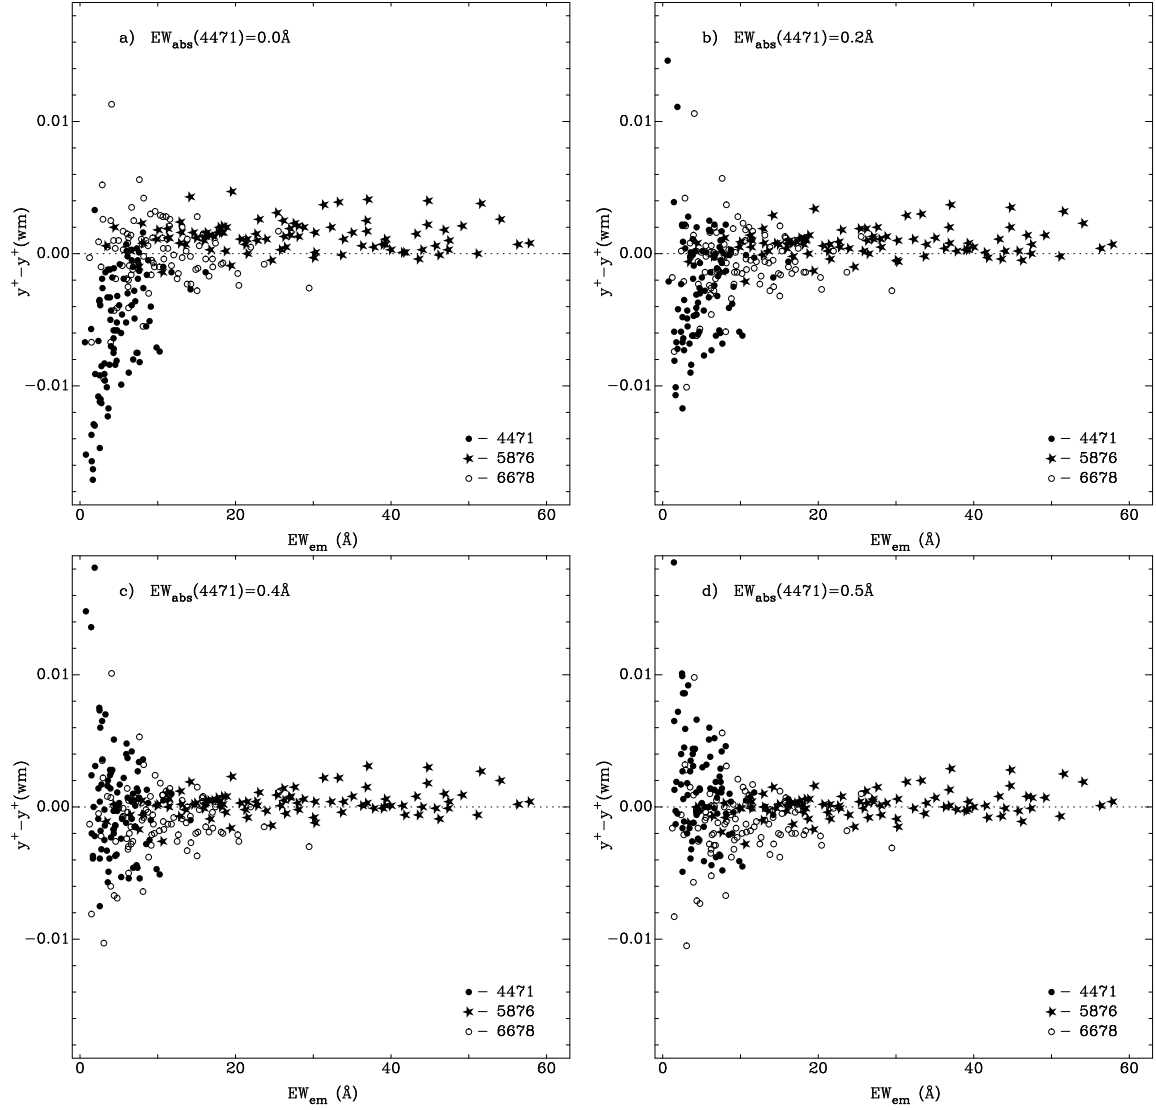 a) EWabs(4471)=0.0Å
0.01
0.00
−0.01
y+−y+(wm)
● − 4471
★ − 5876
○ − 6678
0 20 40 60
EWem (Å)
b) EWabs(4471)=0.2Å
0.01
0.00
−0.01
y+−y+(wm)
● − 4471
★ − 5876
○ − 6678
0 20 40 60
EWem (Å)
c) EWabs(4471)=0.4Å
0.01
0.00
−0.01
y+−y+(wm)
● − 4471
★ − 5876
○ − 6678
0 20 40 60
EWem (Å)
d) EWabs(4471)=0.5Å
0.01
0.00
−0.01
y+−y+(wm)
● − 4471
★ − 5876
○ − 6678
0 20 40 60
EWem (Å)